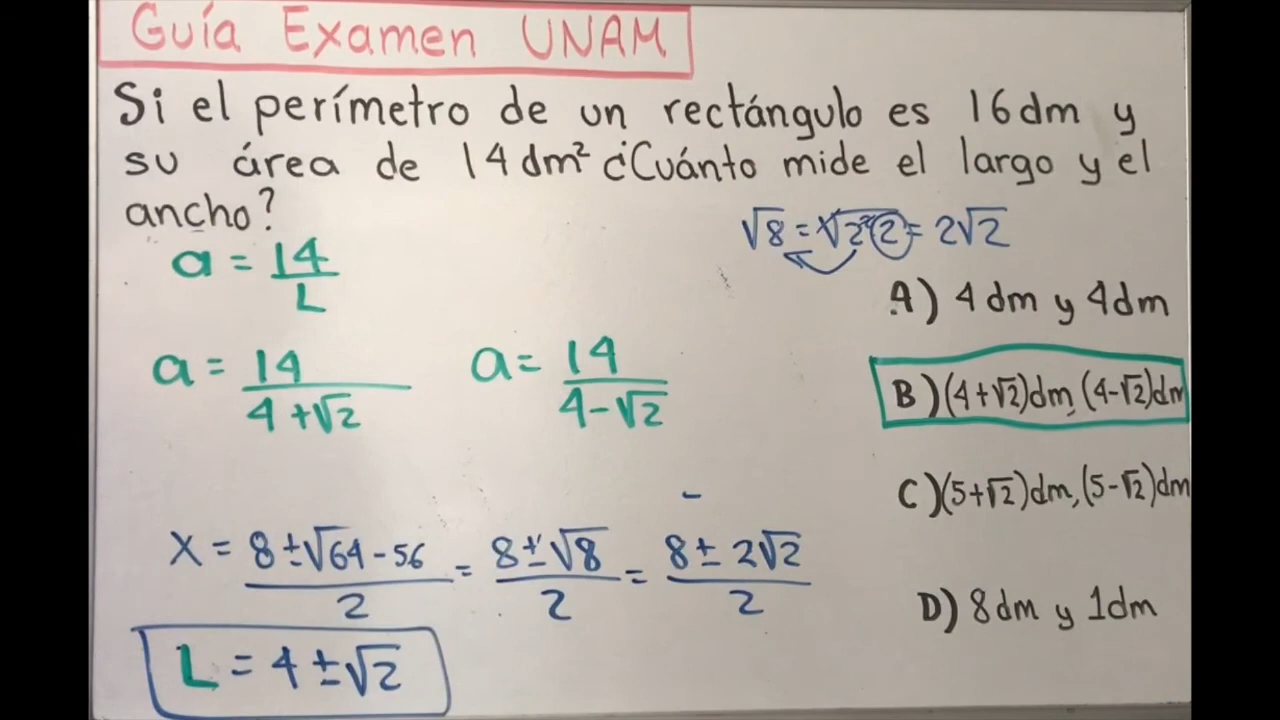 Guía Examen UNAM
Si el perímetro de un rectángulo es 16dm y
su área de 14dm² ¿Cuánto mide el largo y el
ancho?
√8 = √2²(2) = 2√2
a = 14/L
A) 4dm y 4dm
a = 14/(4+√2)
a = 14/(4-√2)
B) (4+√2)dm, (4-√2)dm
C) (5+√2)dm, (5-√2)dm
x = (8±√64-56)/2 = (8±√8)/2 = (8±2√2)/2
D) 8dm y 1dm
L = 4±√2